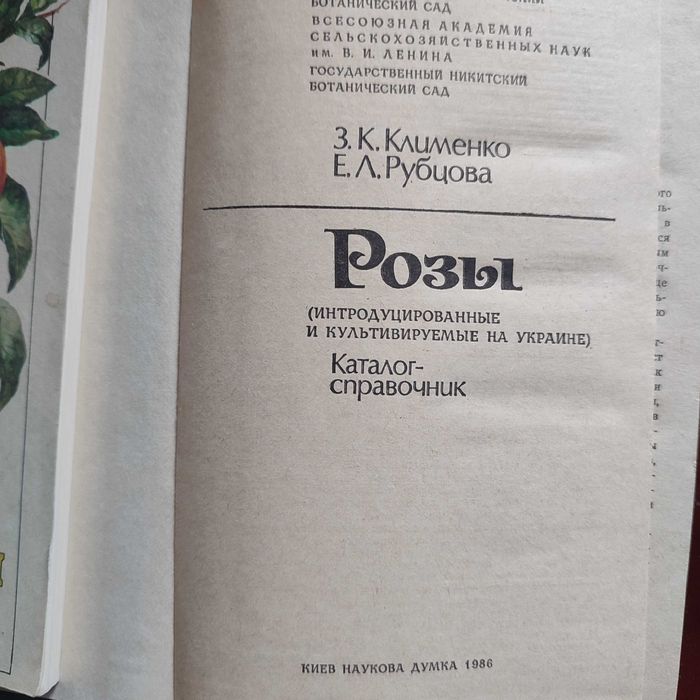 БОТАНИЧЕСКИЙ САД
ВСЕСОЮЗНАЯ АКАДЕМИЯ
СЕЛЬСКОХОЗЯЙСТВЕННЫХ НАУК
им. В. И. ЛЕНИНА
ГОСУДАРСТВЕННЫЙ НИКИТСКИЙ
БОТАНИЧЕСКИЙ САД
З. К. Клименко
Е. Л. Рубцова
Розы
(ИНТРОДУЦИРОВАННЫЕ
И КУЛЬТИВИРУЕМЫЕ НА УКРАИНЕ)
Каталог-
справочник
КИЕВ НАУКОВА ДУМКА 1986